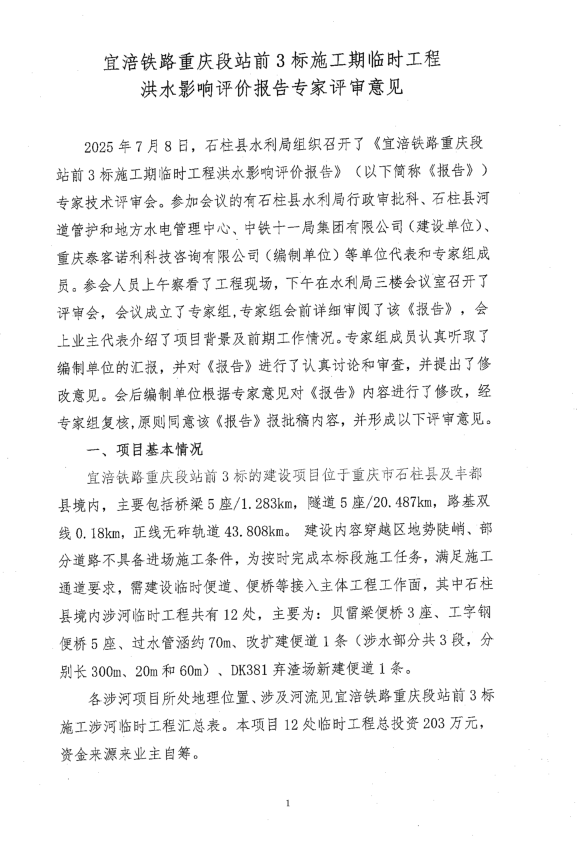 宜涪铁路重庆段站前 3 标施工期临时工程
洪水影响评价报告专家评审意见
2025 年 7 月 8 日，石柱县水利局组织召开了《宜涪铁路重庆段
站前 3 标施工期临时工程洪水影响评价报告》（以下简称《报告》）
专家技术评审会。参加会议的有石柱县水利局行政审批科、石柱县河
道管护和地方水电管理中心、中铁十一局集团有限公司（建设单位）、
重庆泰客诺利科技咨询有限公司（编制单位）等单位代表和专家组成
员。参会人员上午察看了工程现场，下午在水利局三楼会议室召开了
评审会，会议成立了专家组,专家组会前详细审阅了该《报告》，会
上业主代表介绍了项目背景及前期工作情况。专家组成员认真听取了
编制单位的汇报，并对《报告》进行了认真讨论和审查，并提出了修
改意见。会后编制单位根据专家意见对《报告》内容进行了修改，经
专家组复核,原则同意该《报告》报批稿内容，并形成以下评审意见。
一、项目基本情况
宜涪铁路重庆段站前 3 标的建设项目位于重庆市石柱县及丰都
县境内，主要包括桥梁 5 座/1.283km，隧道 5 座/20.487km，路基双
线 0.18km，正线无砟轨道 43.808km。 建设内容穿越区地势陡峭、部
分道路不具备进场施工条件，为按时完成本标段施工任务，满足施工
通道要求，需建设临时便道、便桥等接入主体工程工作面，其中石柱
县境内涉河临时工程共有 12 处，主要为：贝雷梁便桥 3 座、工字钢
便桥 5 座、过水管涵约 70m、改扩建便道 1 条（涉水部分共 3 段，分
别长 300m、20m 和 60m）、DK381 弃渣场新建便道 1 条。
各涉河项目所处地理位置、涉及河流见宜涪铁路重庆段站前 3 标
施工涉河临时工程汇总表。本项目 12 处临时工程总投资 203 万元，
资金来源来业主自筹。
1